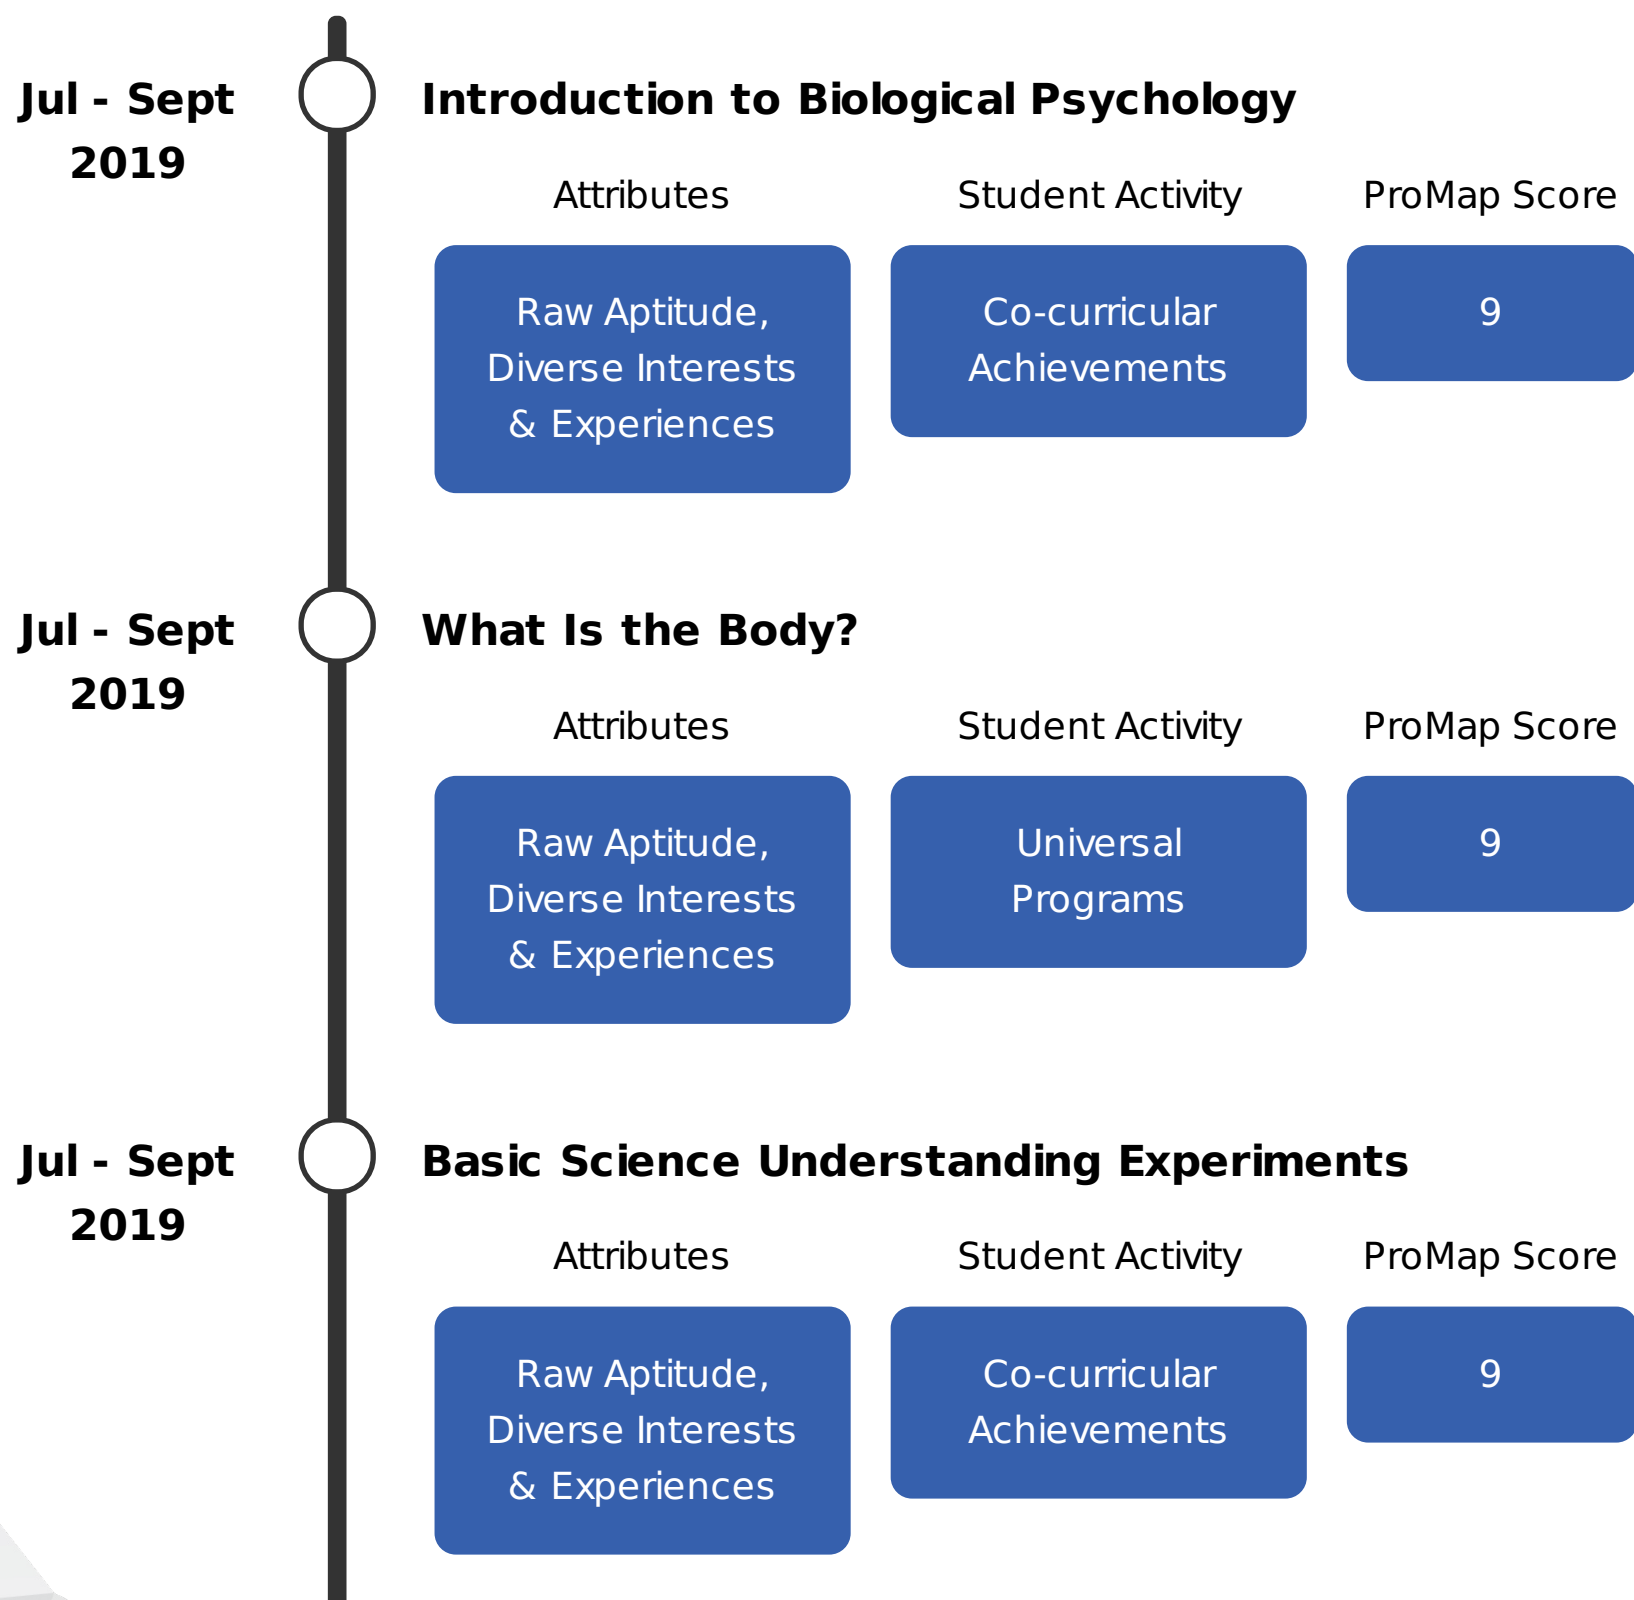 Jul - Sept
2019
Introduction to Biological Psychology
Attributes
Student Activity
ProMap Score
Raw Aptitude,
Diverse Interests
& Experiences
Co-curricular
Achievements
9
Jul - Sept
2019
What Is the Body?
Attributes
Student Activity
ProMap Score
Raw Aptitude,
Diverse Interests
& Experiences
Universal
Programs
9
Jul - Sept
2019
Basic Science Understanding Experiments
Attributes
Student Activity
ProMap Score
Raw Aptitude,
Diverse Interests
& Experiences
Co-curricular
Achievements
9